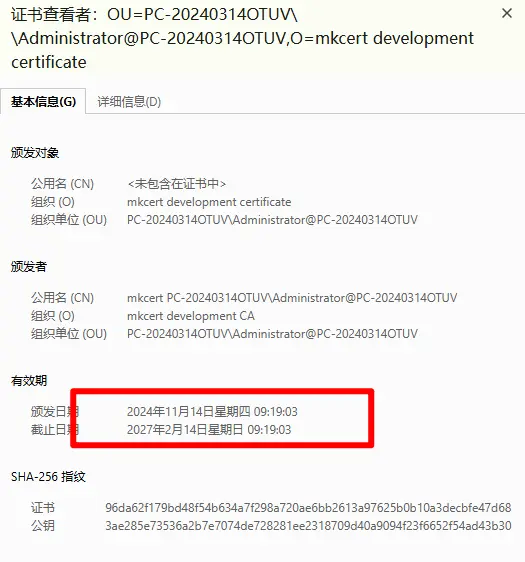 证书查看者：OU=PC-20240314OTUV\
\Administrator@PC-20240314OTUV,O=mkcert development
certificate
基本信息(G) 详细信息(D)
颁发对象
公用名 (CN) <未包含在证书中>
组织 (O) mkcert development certificate
组织单位 (OU) PC-20240314OTUV\Administrator@PC-20240314OTUV
颁发者
公用名 (CN) mkcert PC-20240314OTUV\Administrator@PC-20240314OTUV
组织 (O) mkcert development CA
组织单位 (OU) PC-20240314OTUV\Administrator@PC-20240314OTUV
有效期
颁发日期 2024年11月14日星期四 09:19:03
截止日期 2027年2月14日星期日 09:19:03
SHA-256 指纹
证书 96da62f179bd48f54b634a7f298a720ae6bb2613a97625b0b10a3decbfe47d68
公钥 3ae285e73536a2b7e7074de728281ee2318709d40a9094f23f6652f54ad43b30